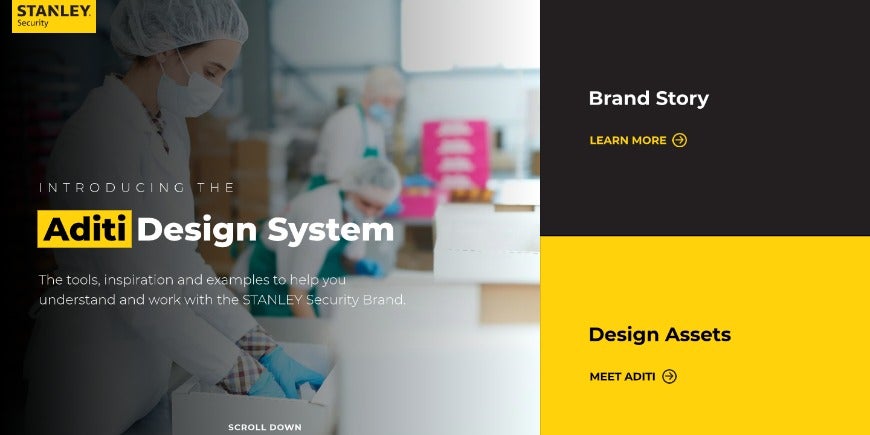 STANLEY
Security
INTRODUCING THE
Aditi Design System
The tools, inspiration and examples to help you
understand and work with the STANLEY Security Brand.
SCROLL DOWN
Brand Story
LEARN MORE
Design Assets
MEET ADITI